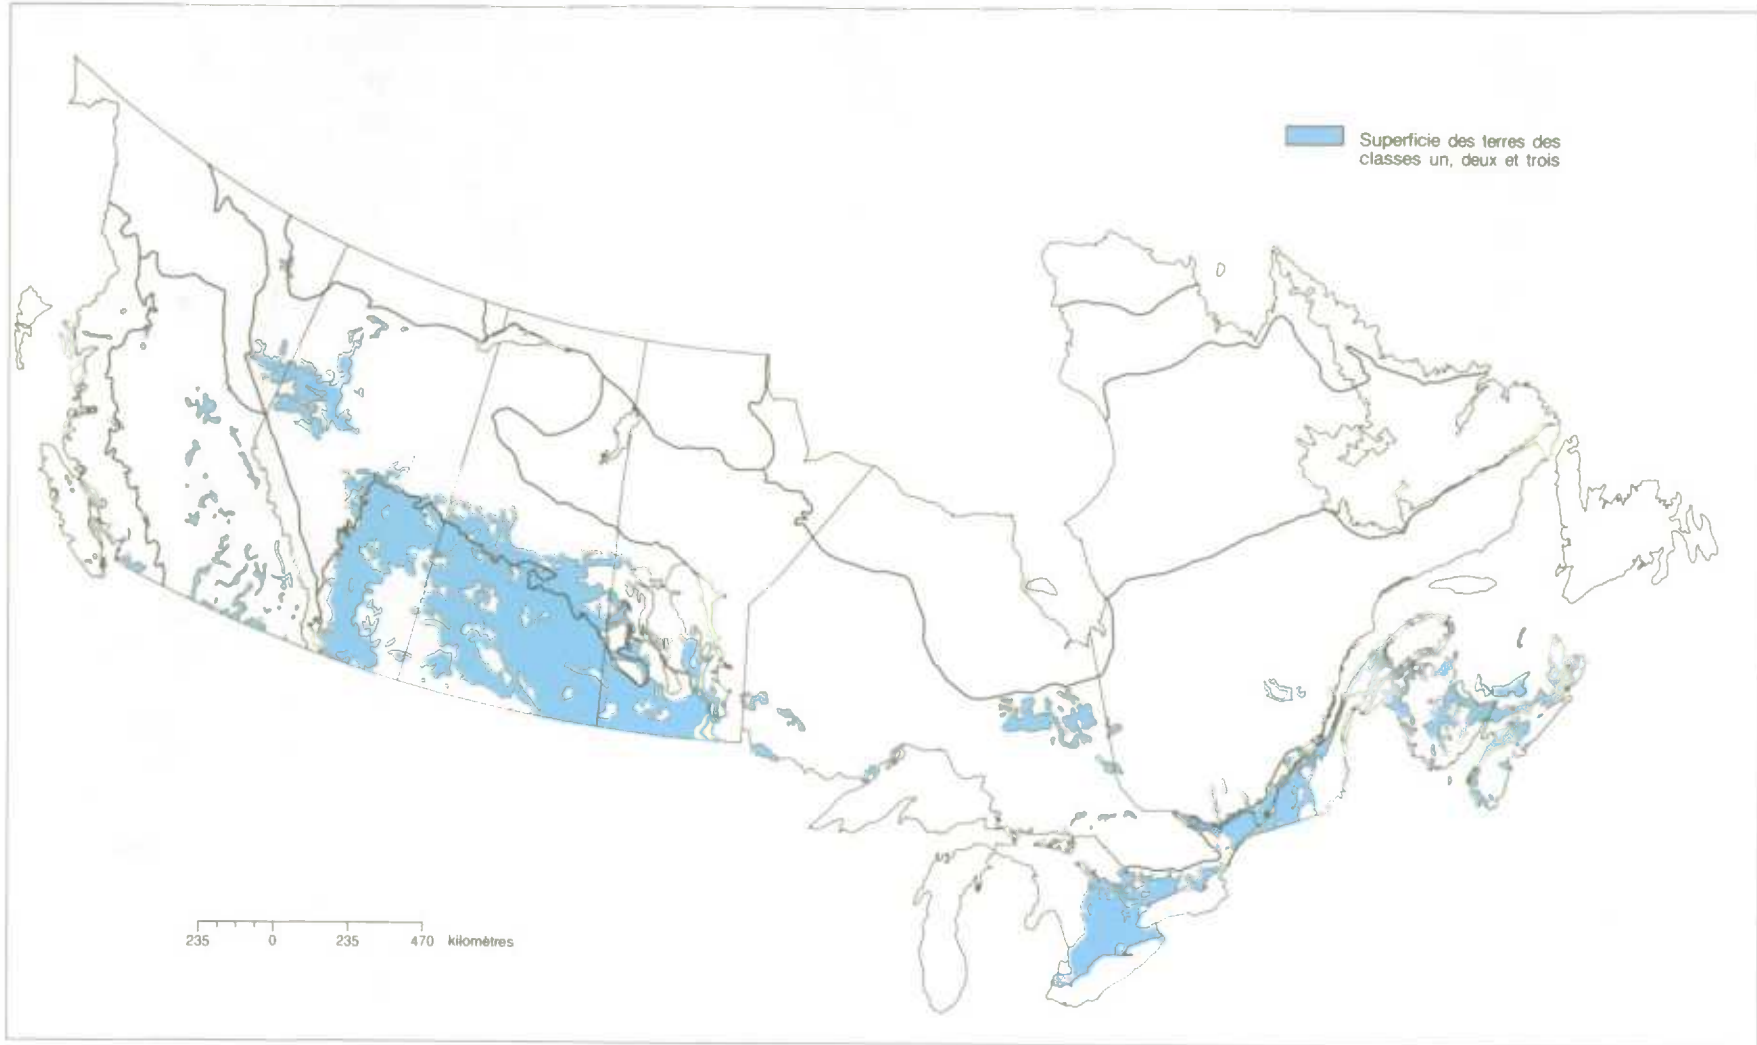 Superficie des terres des
classes un, deux et trois
235 0 235 470 kilomètres